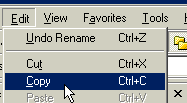 Edit View Favorites Tools
Undo Rename Ctrl+Z
Cut Ctrl+X
Copy Ctrl+C
Paste Ctrl+V